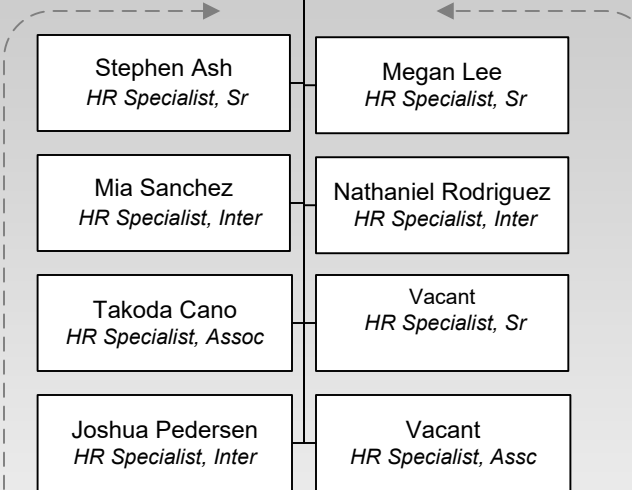 Stephen Ash
HR Specialist, Sr
Megan Lee
HR Specialist, Sr
Mia Sanchez
HR Specialist, Inter
Nathaniel Rodriguez
HR Specialist, Inter
Takoda Cano
HR Specialist, Assoc
Vacant
HR Specialist, Sr
Joshua Pedersen
HR Specialist, Inter
Vacant
HR Specialist, Assc